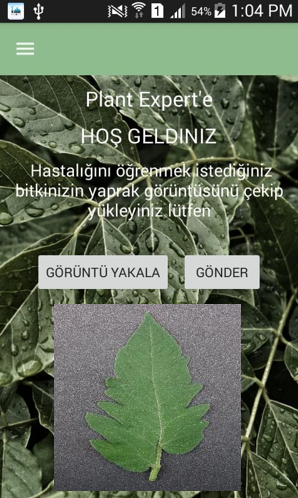 54% 1:04 PM
Plant Expert'e
HOŞ GELDINIZ
Hastalığını öğrenmek istediğiniz
bitkinizin yaprak görüntüsünü çekip
yükleyiniz lütfen
GÖRÜNTÜ YAKALA GÖNDER